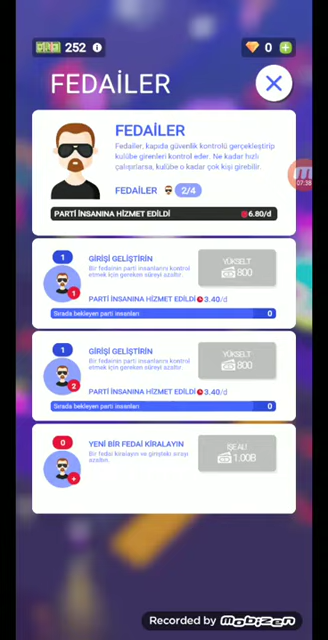 252
0
FEDAİLER
FEDAİLER
Fedailer, kapıda güvenlik kontrolü gerçekleştirip
kulübe girenleri kontrol eder. Ne kadar hızlı
çalışırlarsa, kulübe o kadar çok kişi girebilir.
07:36
FEDAİLER 2/4
PARTİ İNSANINA HİZMET EDİLDİ 6.80/d
1
GİRİŞİ GELİŞTİRİN
Bir fedainin parti insanlarını kontrol
etmek için gereken süreyi azaltır.
YÜKSELT
800
1
PARTİ İNSANINA HİZMET EDİLDİ 3.40/d
Sırada bekleyen parti insanları 0
1
GİRİŞİ GELİŞTİRİN
Bir fedainin parti insanlarını kontrol
etmek için gereken süreyi azaltır.
YÜKSELT
800
2
PARTİ İNSANINA HİZMET EDİLDİ 3.40/d
Sırada bekleyen parti insanları 0
0
YENİ BİR FEDAİ KİRALAYIN
Bir fedai kiralayın ve girişteki sırayı
azaltın.
İŞE AL!
1.00B
Recorded by MOBIZEN